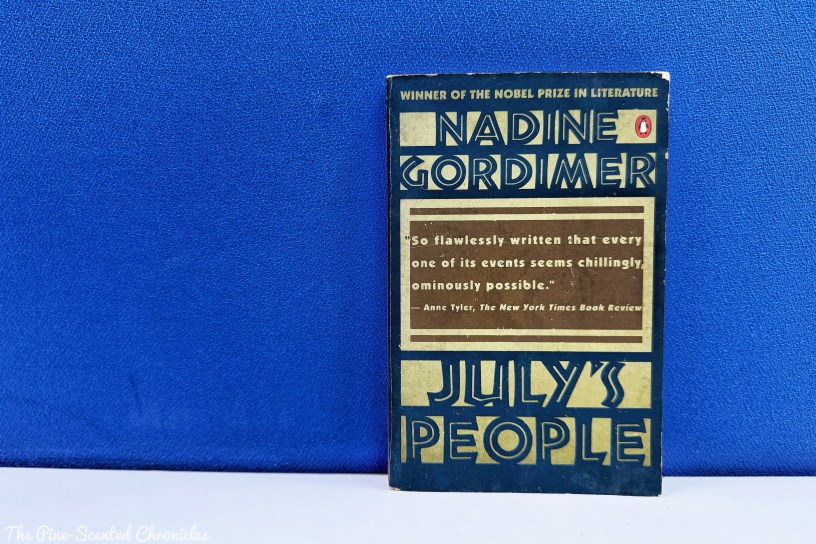 WINNER OF THE NOBEL PRIZE IN LITERATURE
NADINE
GORDIMER
"So flawlessly written that every
one of its events seems chillingly,
ominously possible."
— Anne Tyler, The New York Times Book Review
JULY'S
PEOPLE
The Pine-Scented Chronicles